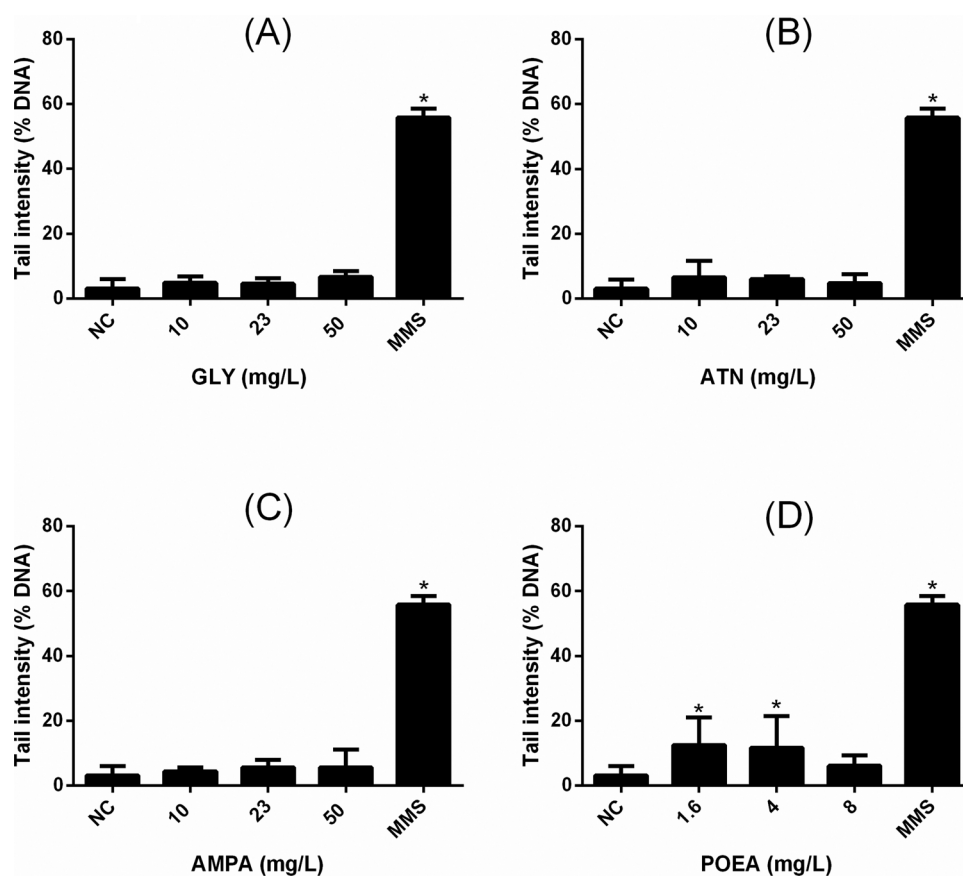 (A)
Tail intensity (% DNA)
80
60
40
20
0
*
NC
10
23
50
MMS
GLY (mg/L)
(B)
Tail intensity (% DNA)
80
60
40
20
0
*
NC
10
23
50
MMS
ATN (mg/L)
(C)
Tail intensity (% DNA)
80
60
40
20
0
*
NC
10
23
50
MMS
AMPA (mg/L)
(D)
Tail intensity (% DNA)
80
60
40
20
0
*
*
*
NC
1.6
4
8
MMS
POEA (mg/L)